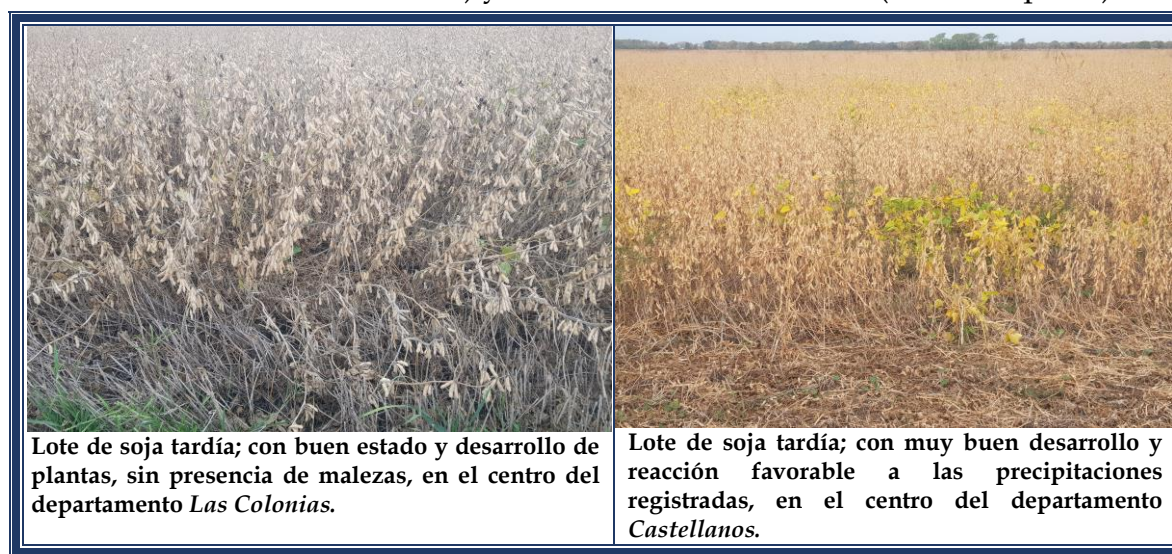 Lote de soja tardía; con buen estado y desarrollo de
plantas, sin presencia de malezas, en el centro del
departamento Las Colonias.
Lote de soja tardía; con muy buen desarrollo y
reacción favorable a las precipitaciones
registradas, en el centro del departamento
Castellanos.